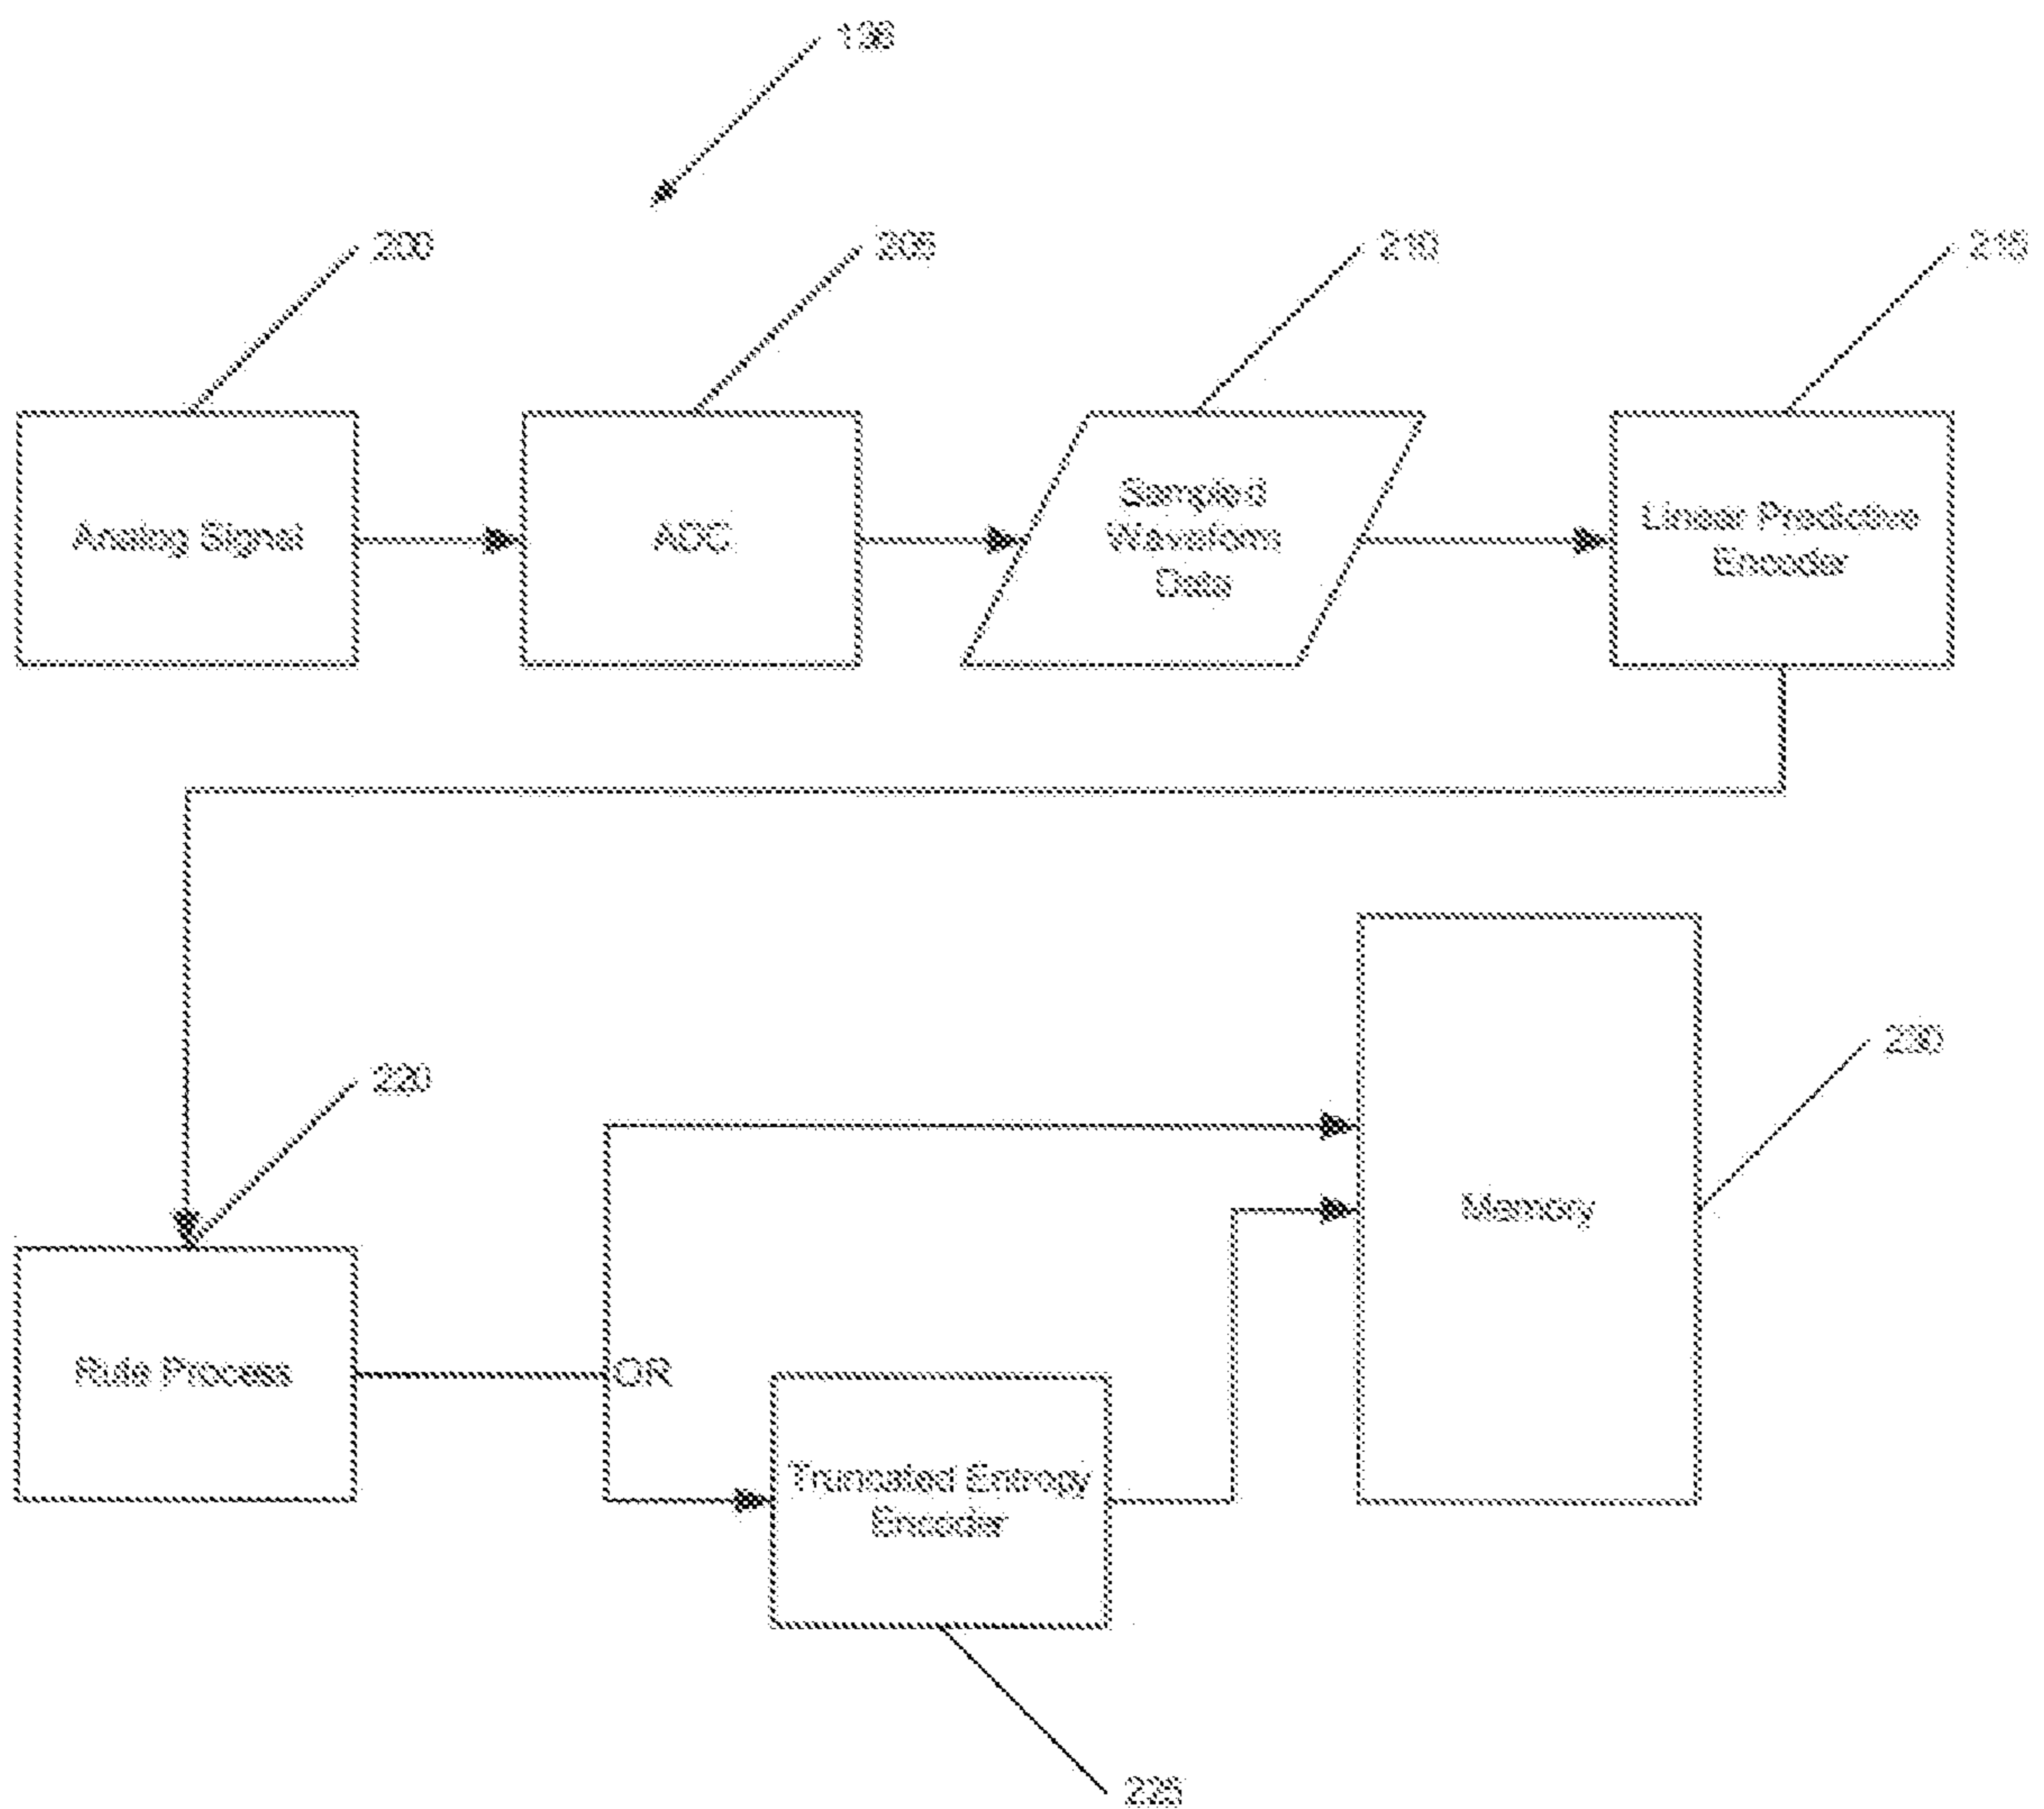 200
205
210
215
Analog Signal
ADC
Sampled
Waveform
Data
Linear Predictive
Encoder
220
230
Memory
Rule Process
OR
Truncated Entropy
Encoder
225